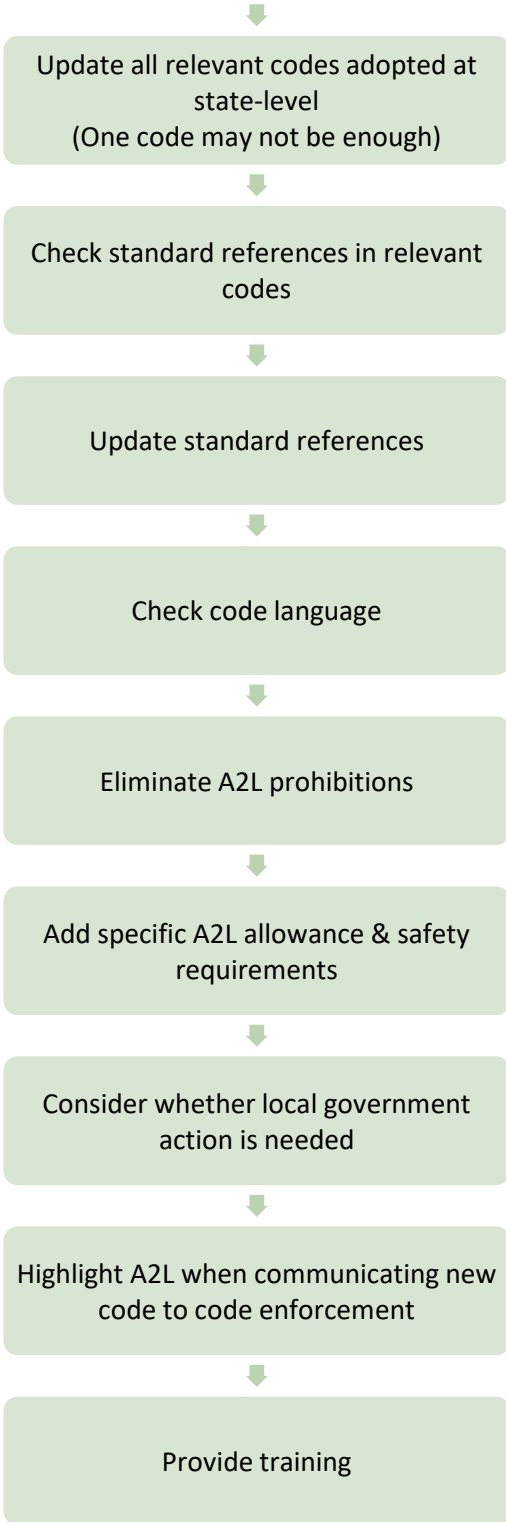 Update all relevant codes adopted at
state-level
(One code may not be enough)
Check standard references in relevant
codes
Update standard references
Check code language
Eliminate A2L prohibitions
Add specific A2L allowance & safety
requirements
Consider whether local government
action is needed
Highlight A2L when communicating new
code to code enforcement
Provide training